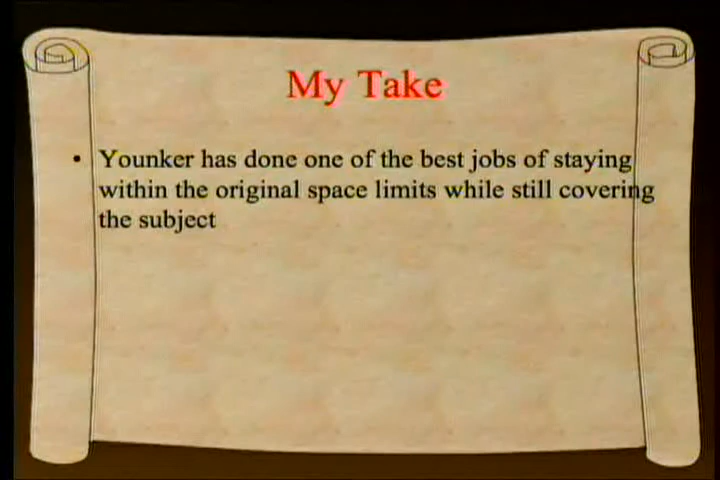 My Take
• Younker has done one of the best jobs of staying
within the original space limits while still covering
the subject